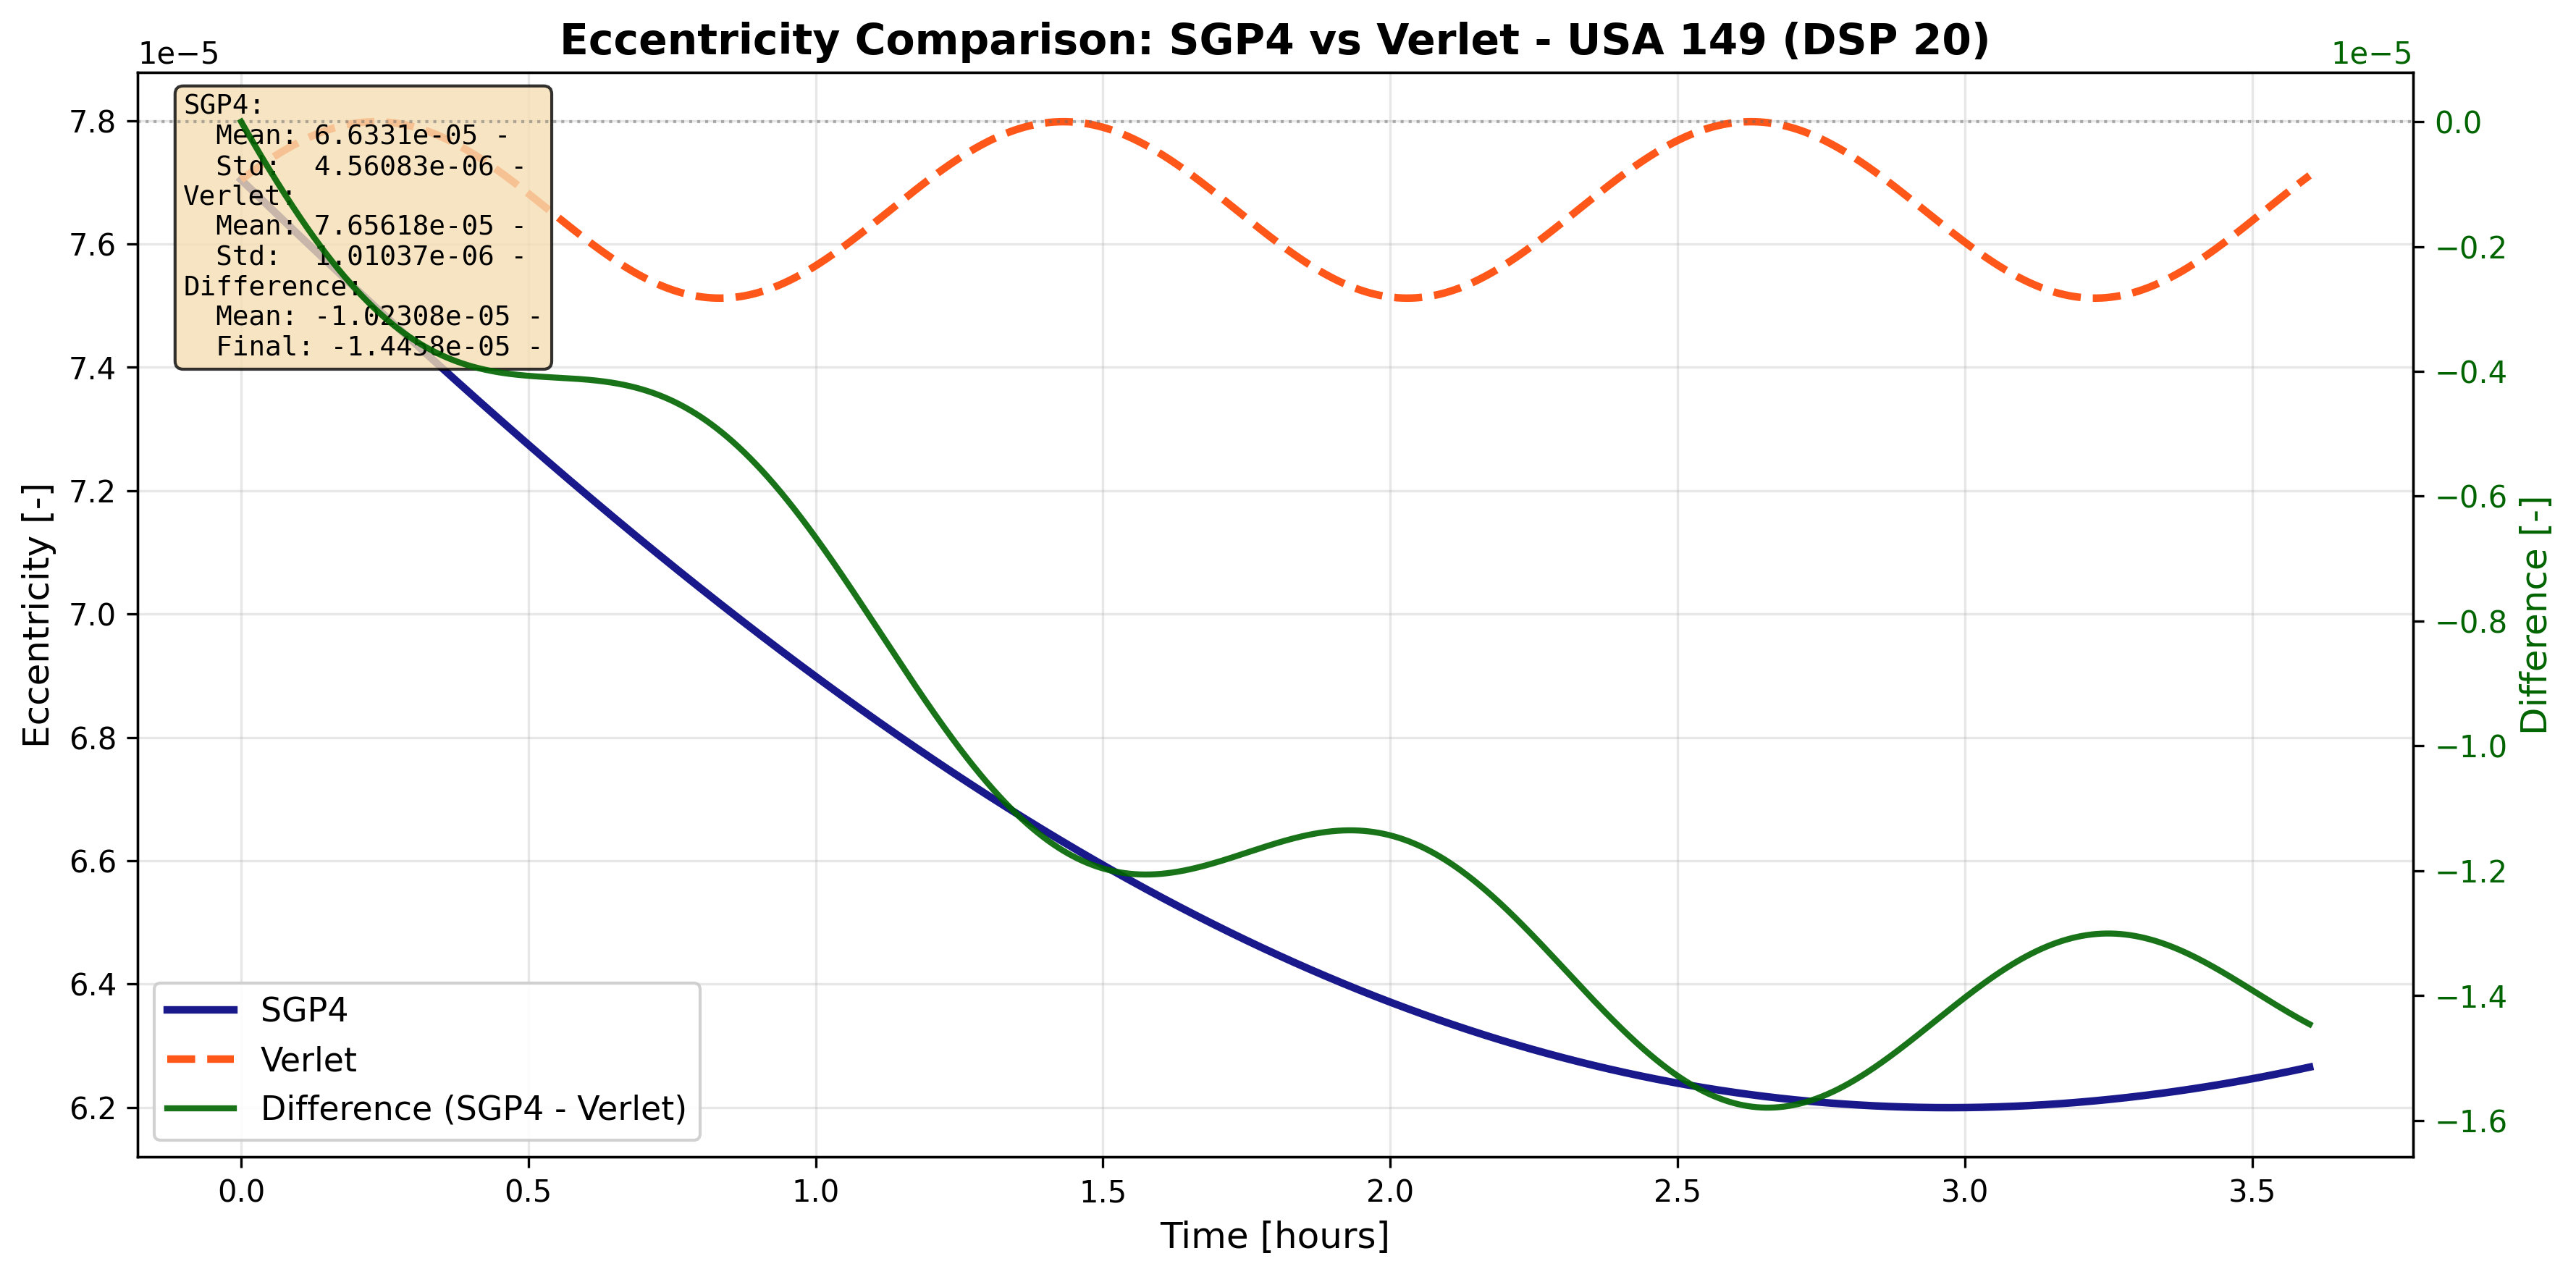 Eccentricity Comparison: SGP4 vs Verlet - USA 149 (DSP 20)
1e−5
1e−5
SGP4:
Mean: 6.6331e-05 -
Std: 4.56083e-06 -
Verlet:
Mean: 7.65618e-05 -
Std: 1.01037e-06 -
Difference:
Mean: -1.02308e-05 -
Final: -1.4458e-05 -
7.8
7.6
7.4
7.2
7.0
6.8
6.6
6.4
6.2
Eccentricity [-]
0.0
−0.2
−0.4
−0.6
−0.8
−1.0
−1.2
−1.4
−1.6
Difference [-]
SGP4
Verlet
Difference (SGP4 - Verlet)
0.0
0.5
1.0
1.5
2.0
2.5
3.0
3.5
Time [hours]